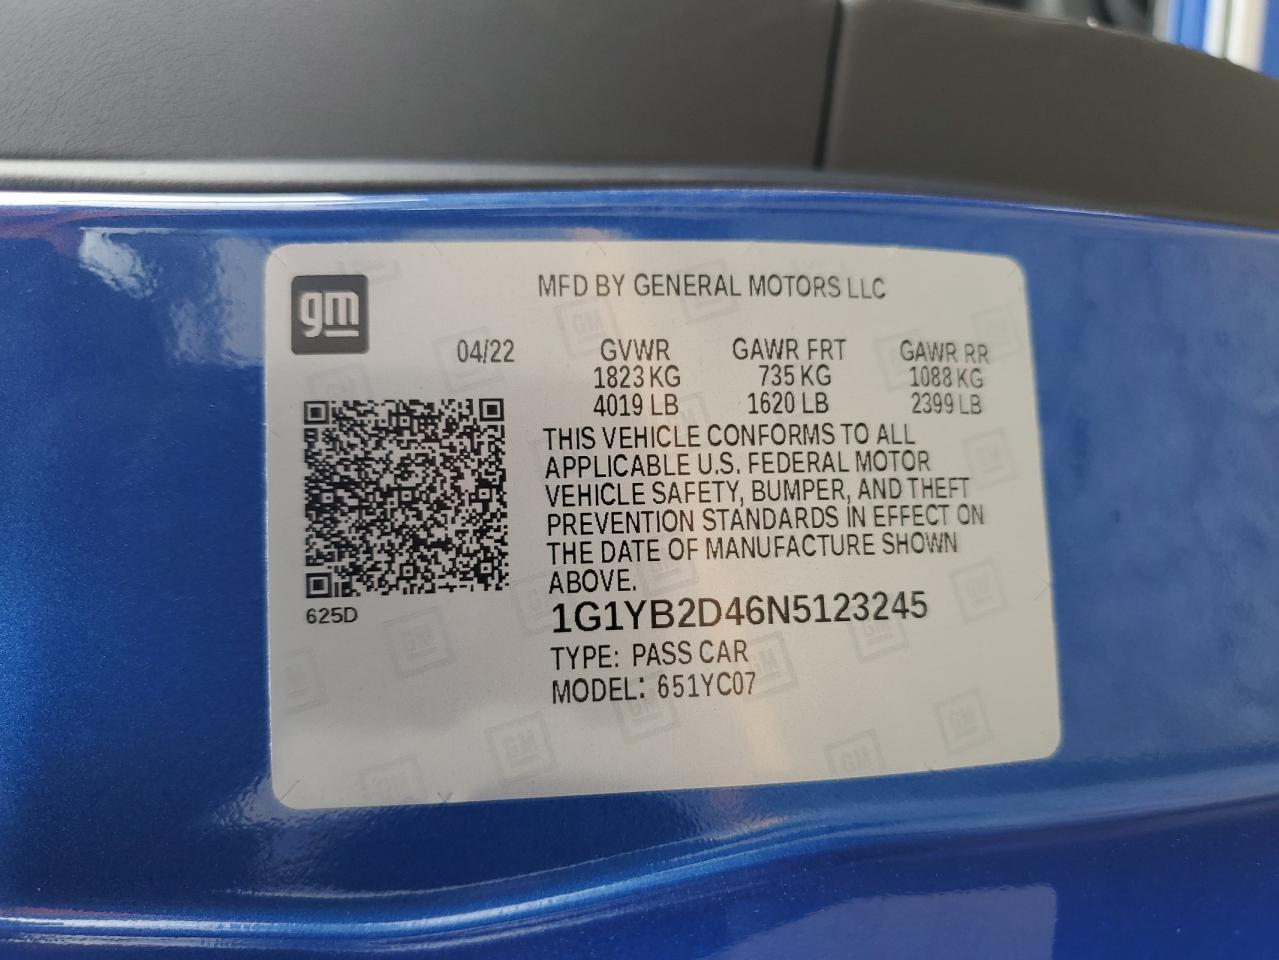 gm
MFD BY GENERAL MOTORS LLC
04/22 GVWR GAWR FRT GAWR RR
1823 KG 735 KG 1088 KG
4019 LB 1620 LB 2399 LB
THIS VEHICLE CONFORMS TO ALL
APPLICABLE U.S. FEDERAL MOTOR
VEHICLE SAFETY, BUMPER, AND THEFT
PREVENTION STANDARDS IN EFFECT ON
THE DATE OF MANUFACTURE SHOWN
ABOVE.
625D
1G1YB2D46N5123245
TYPE: PASS CAR
MODEL: 651YC07